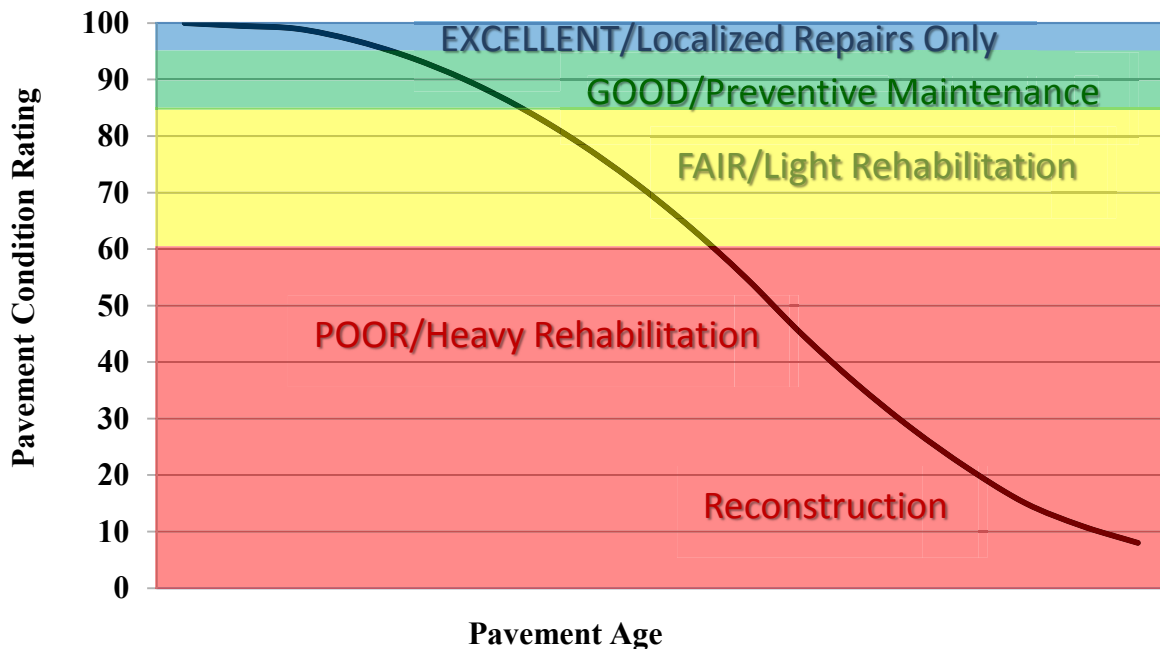 100
90
80
70
60
50
40
30
20
10
0
Pavement Condition Rating
EXCELLENT/Localized Repairs Only
GOOD/Preventive Maintenance
FAIR/Light Rehabilitation
POOR/Heavy Rehabilitation
Reconstruction
Pavement Age